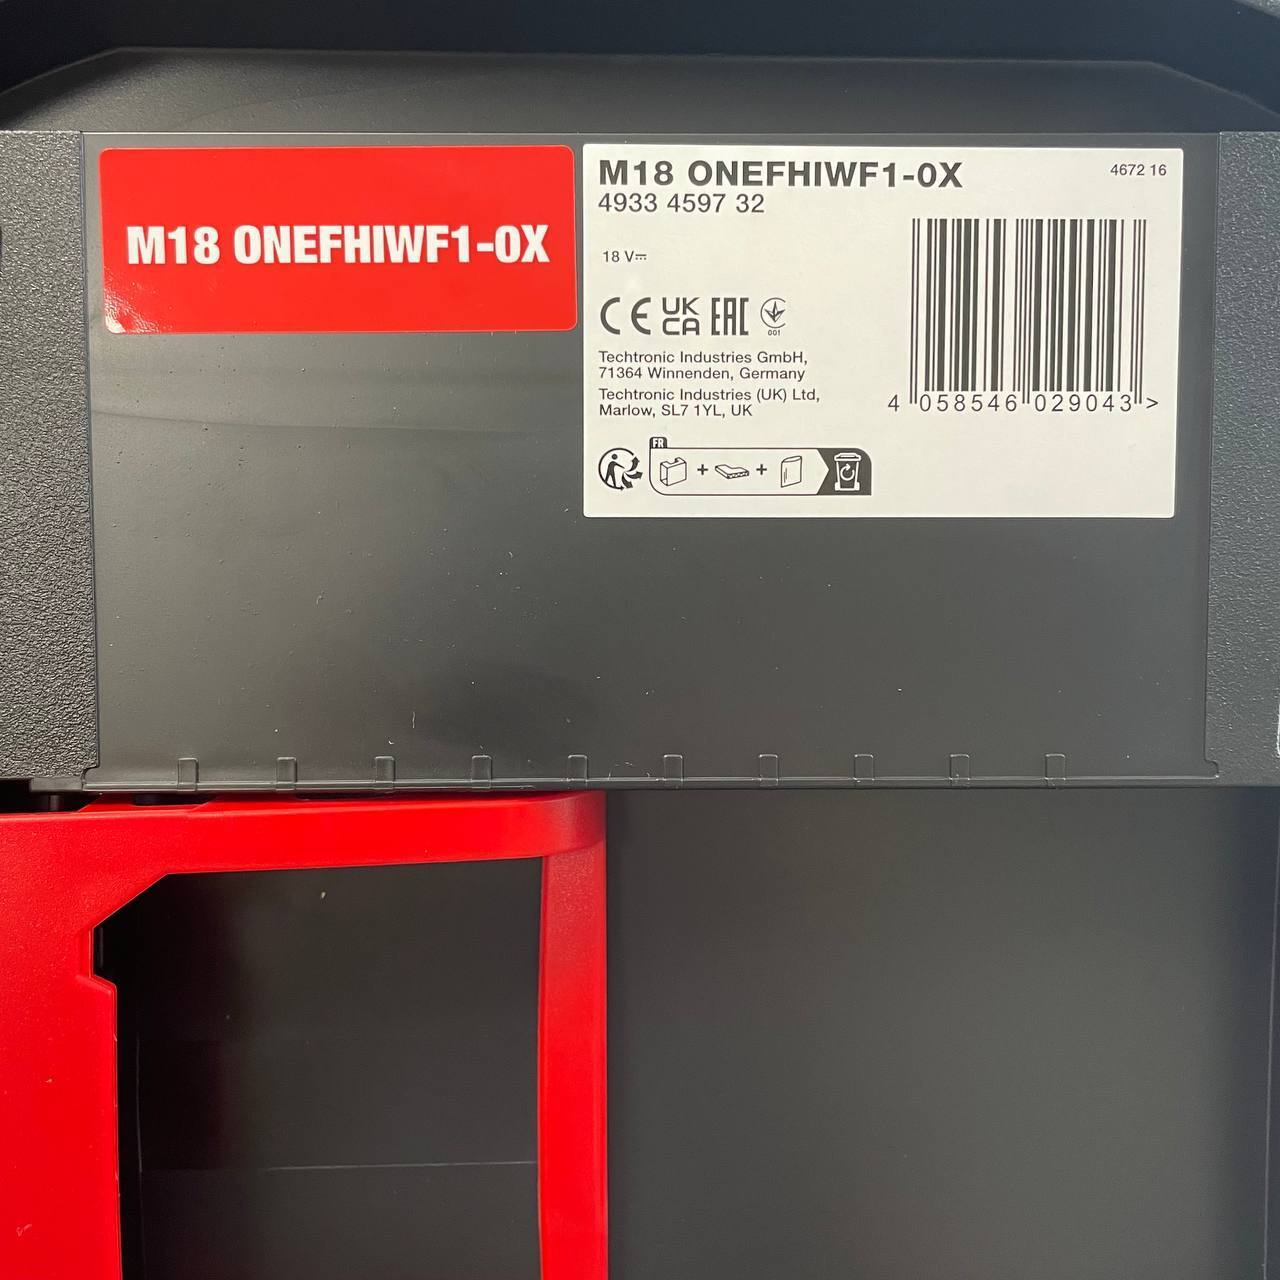 M18 ONEFHIWF1-0X
M18 ONEFHIWF1-0X
4672 16
4933 4597 32
18 V⎓
CE UK CA EAC
001
Techtronic Industries GmbH,
71364 Winnenden, Germany
Techtronic Industries (UK) Ltd,
Marlow, SL7 1YL, UK
4 058546 029043 >
FR
+ +